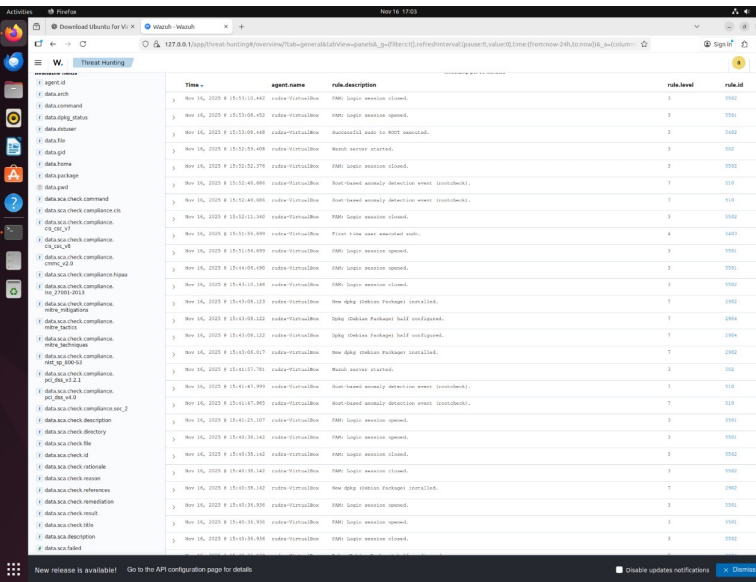 Activities Firefox Nov 16 17:03
Download Ubuntu for Vi Wazuh - Wazuh
127.0.0.1/app/threat-hunting#/overview/?tab=general&tabView=panels&_g=(filters:!(),refreshInterval:(pause:!t,value:0),time:(from:now-24h,to:now))&_a=(column Sign in
W. Threat Hunting a
Available fields
agent.id
data.arch
data.command
data.dpkg_status
data.dstuser
data.file
data.gid
data.home
data.package
data.pwd
data.sca.check.command
data.sca.check.compliance.cis
data.sca.check.compliance.
cis_csc_v7
data.sca.check.compliance.
cis_csc_v8
data.sca.check.compliance.
cmmc_v2.0
data.sca.check.compliance.hipaa
data.sca.check.compliance.
iso_27001-2013
data.sca.check.compliance.
mitre_mitigations
data.sca.check.compliance.
mitre_tactics
data.sca.check.compliance.
mitre_techniques
data.sca.check.compliance.
nist_sp_800-53
data.sca.check.compliance.
pci_dss_v3.2.1
data.sca.check.compliance.
pci_dss_v4.0
data.sca.check.compliance.soc_2
data.sca.check.description
data.sca.check.directory
data.sca.check.file
data.sca.check.id
data.sca.check.rationale
data.sca.check.reason
data.sca.check.references
data.sca.check.remediation
data.sca.check.result
data.sca.check.title
data.sca.description
data.sca.failed
Time agent.name rule.description rule.level rule.id
Nov 16, 2025 @ 15:53:10.462 rudra-VirtualBox PAM: Login session closed. 3 5502
Nov 16, 2025 @ 15:53:08.452 rudra-VirtualBox PAM: Login session opened. 3 5501
Nov 16, 2025 @ 15:53:08.448 rudra-VirtualBox Successful sudo to ROOT executed. 3 5402
Nov 16, 2025 @ 15:52:59.408 rudra-VirtualBox Wazuh server started. 3 502
Nov 16, 2025 @ 15:52:52.376 rudra-VirtualBox PAM: Login session closed. 3 5502
Nov 16, 2025 @ 15:52:48.686 rudra-VirtualBox Host-based anomaly detection event (rootcheck). 7 510
Nov 16, 2025 @ 15:52:48.686 rudra-VirtualBox Host-based anomaly detection event (rootcheck). 7 510
Nov 16, 2025 @ 15:52:11.340 rudra-VirtualBox PAM: Login session closed. 3 5502
Nov 16, 2025 @ 15:51:54.699 rudra-VirtualBox First time user executed sudo. 4 5403
Nov 16, 2025 @ 15:51:54.699 rudra-VirtualBox PAM: Login session opened. 3 5501
Nov 16, 2025 @ 15:44:06.490 rudra-VirtualBox PAM: Login session opened. 3 5501
Nov 16, 2025 @ 15:43:10.148 rudra-VirtualBox PAM: Login session closed. 3 5502
Nov 16, 2025 @ 15:43:08.123 rudra-VirtualBox New dpkg (Debian Package) installed. 7 2902
Nov 16, 2025 @ 15:43:08.122 rudra-VirtualBox Dpkg (Debian Package) half configured. 7 2904
Nov 16, 2025 @ 15:43:08.122 rudra-VirtualBox Dpkg (Debian Package) half configured. 7 2904
Nov 16, 2025 @ 15:43:06.017 rudra-VirtualBox New dpkg (Debian Package) installed. 7 2902
Nov 16, 2025 @ 15:41:57.781 rudra-VirtualBox Wazuh server started. 3 502
Nov 16, 2025 @ 15:41:47.999 rudra-VirtualBox Host-based anomaly detection event (rootcheck). 7 510
Nov 16, 2025 @ 15:41:47.985 rudra-VirtualBox Host-based anomaly detection event (rootcheck). 7 510
Nov 16, 2025 @ 15:41:25.107 rudra-VirtualBox PAM: Login session opened. 3 5501
Nov 16, 2025 @ 15:40:38.142 rudra-VirtualBox PAM: Login session closed. 3 5502
Nov 16, 2025 @ 15:40:38.142 rudra-VirtualBox PAM: Login session closed. 3 5502
Nov 16, 2025 @ 15:40:38.142 rudra-VirtualBox New dpkg (Debian Package) installed. 7 2902
Nov 16, 2025 @ 15:40:36.936 rudra-VirtualBox PAM: Login session opened. 3 5501
Nov 16, 2025 @ 15:40:36.936 rudra-VirtualBox PAM: Login session opened. 3 5501
Nov 16, 2025 @ 15:40:36.936 rudra-VirtualBox PAM: Login session closed. 3 5502
New release is available! Go to the API configuration page for details Disable updates notifications Dismiss